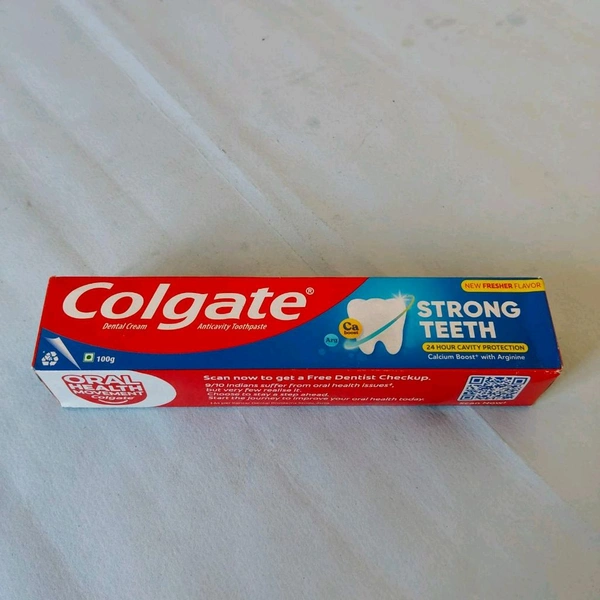 Colgate®
Dental Cream Anticavity Toothpaste
100g
Ca
BOOST
Arg
NEW FRESHER FLAVOR
STRONG
TEETH
24 HOUR CAVITY PROTECTION
Calcium Boost* with Arginine
ORAL
HEALTH
MOVEMENT
Colgate
Scan now to get a Free Dentist Checkup.
9/10 Indians suffer from oral health issues*,
but very few realise it.
Choose to stay a step ahead.
Start the journey to improve your oral health today.